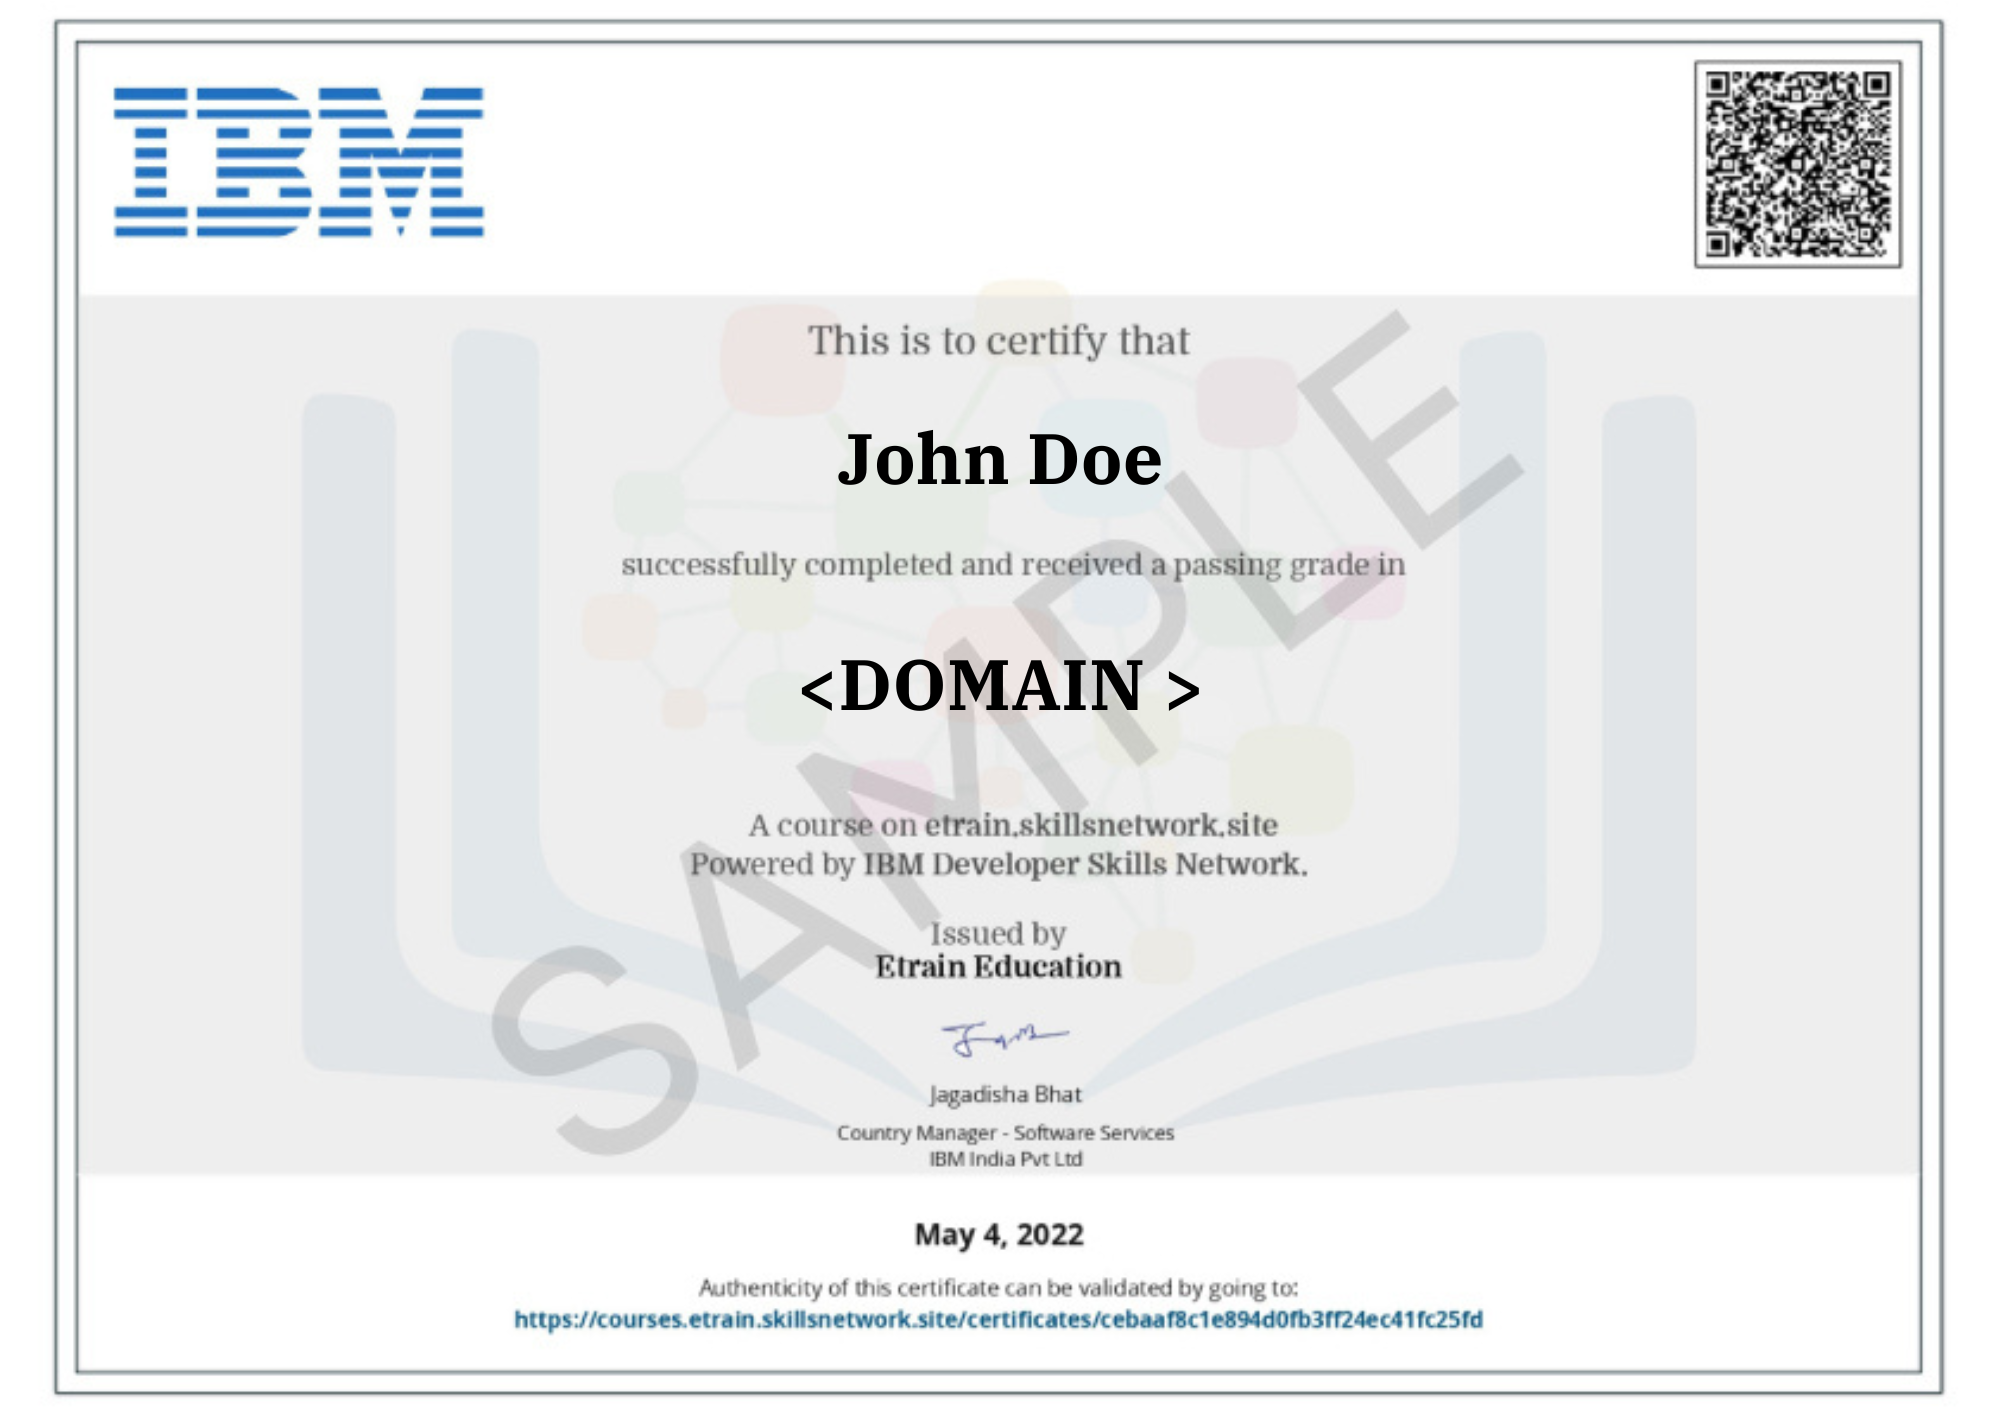 IBM
This is to certify that
John Doe
successfully completed and received a passing grade in
<DOMAIN >
A course on etrain.skillsnetwork.site
Powered by IBM Developer Skills Network.
Issued by
Etrain Education
Jagadisha Bhat
Country Manager - Software Services
IBM India Pvt Ltd
May 4, 2022
Authenticity of this certificate can be validated by going to:
https://courses.etrain.skillsnetwork.site/certificates/cebaaf8c1e894d0fb3ff24ec41fc25fd
SAMPLE